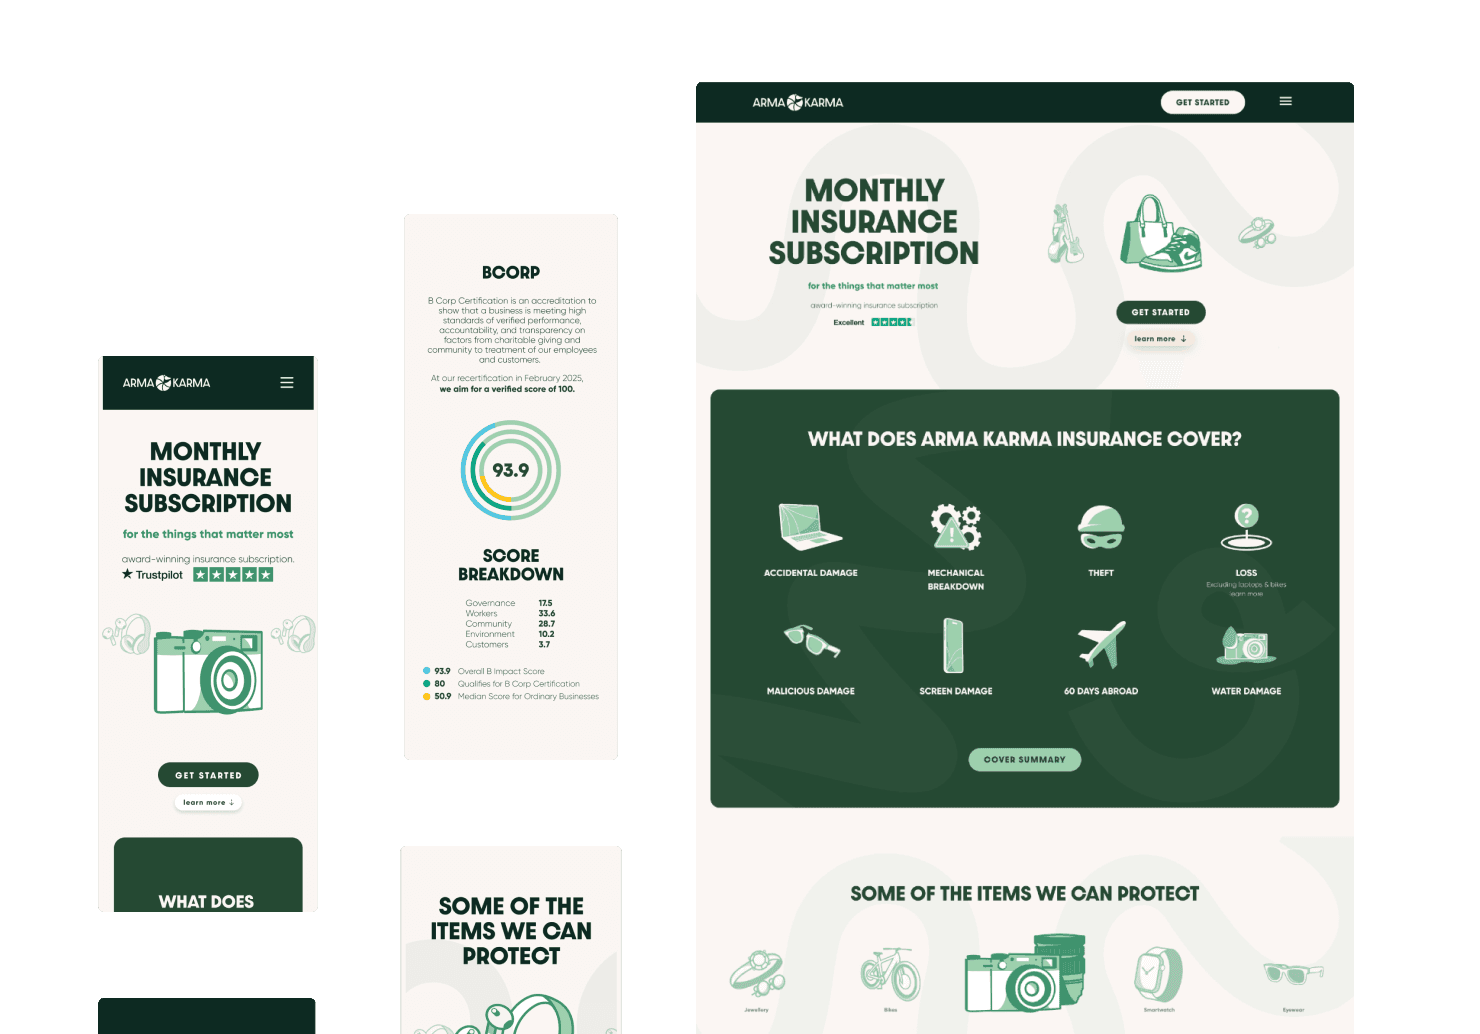 ARMA KARMA
MONTHLY
INSURANCE
SUBSCRIPTION
for the things that matter most
award-winning insurance subscription.
Trustpilot
GET STARTED
learn more ↓
WHAT DOES
BCORP
B Corp Certification is an accreditation to
show that a business is meeting high
standards of verified performance,
accountability, and transparency on
factors from charitable giving and
community to treatment of our employees
and customers.
At our recertification in February 2025,
we aim for a verified score of 100.
93.9
SCORE
BREAKDOWN
Governance 17.5
Workers 33.6
Community 28.7
Environment 10.2
Customers 3.7
93.9 Overall B Impact Score
80 Qualifies for B Corp Certification
50.9 Median Score for Ordinary Businesses
SOME OF THE
ITEMS WE CAN
PROTECT
ARMA KARMA
GET STARTED
MONTHLY
INSURANCE
SUBSCRIPTION
for the things that matter most
award-winning insurance subscription
Excellent
GET STARTED
learn more ↓
WHAT DOES ARMA KARMA INSURANCE COVER?
ACCIDENTAL DAMAGE
MECHANICAL
BREAKDOWN
THEFT
?
LOSS
Excluding laptops & bikes
learn more
MALICIOUS DAMAGE
SCREEN DAMAGE
60 DAYS ABROAD
WATER DAMAGE
COVER SUMMARY
SOME OF THE ITEMS WE CAN PROTECT
Jewellery
Bikes
Smartwatch
Eyewear